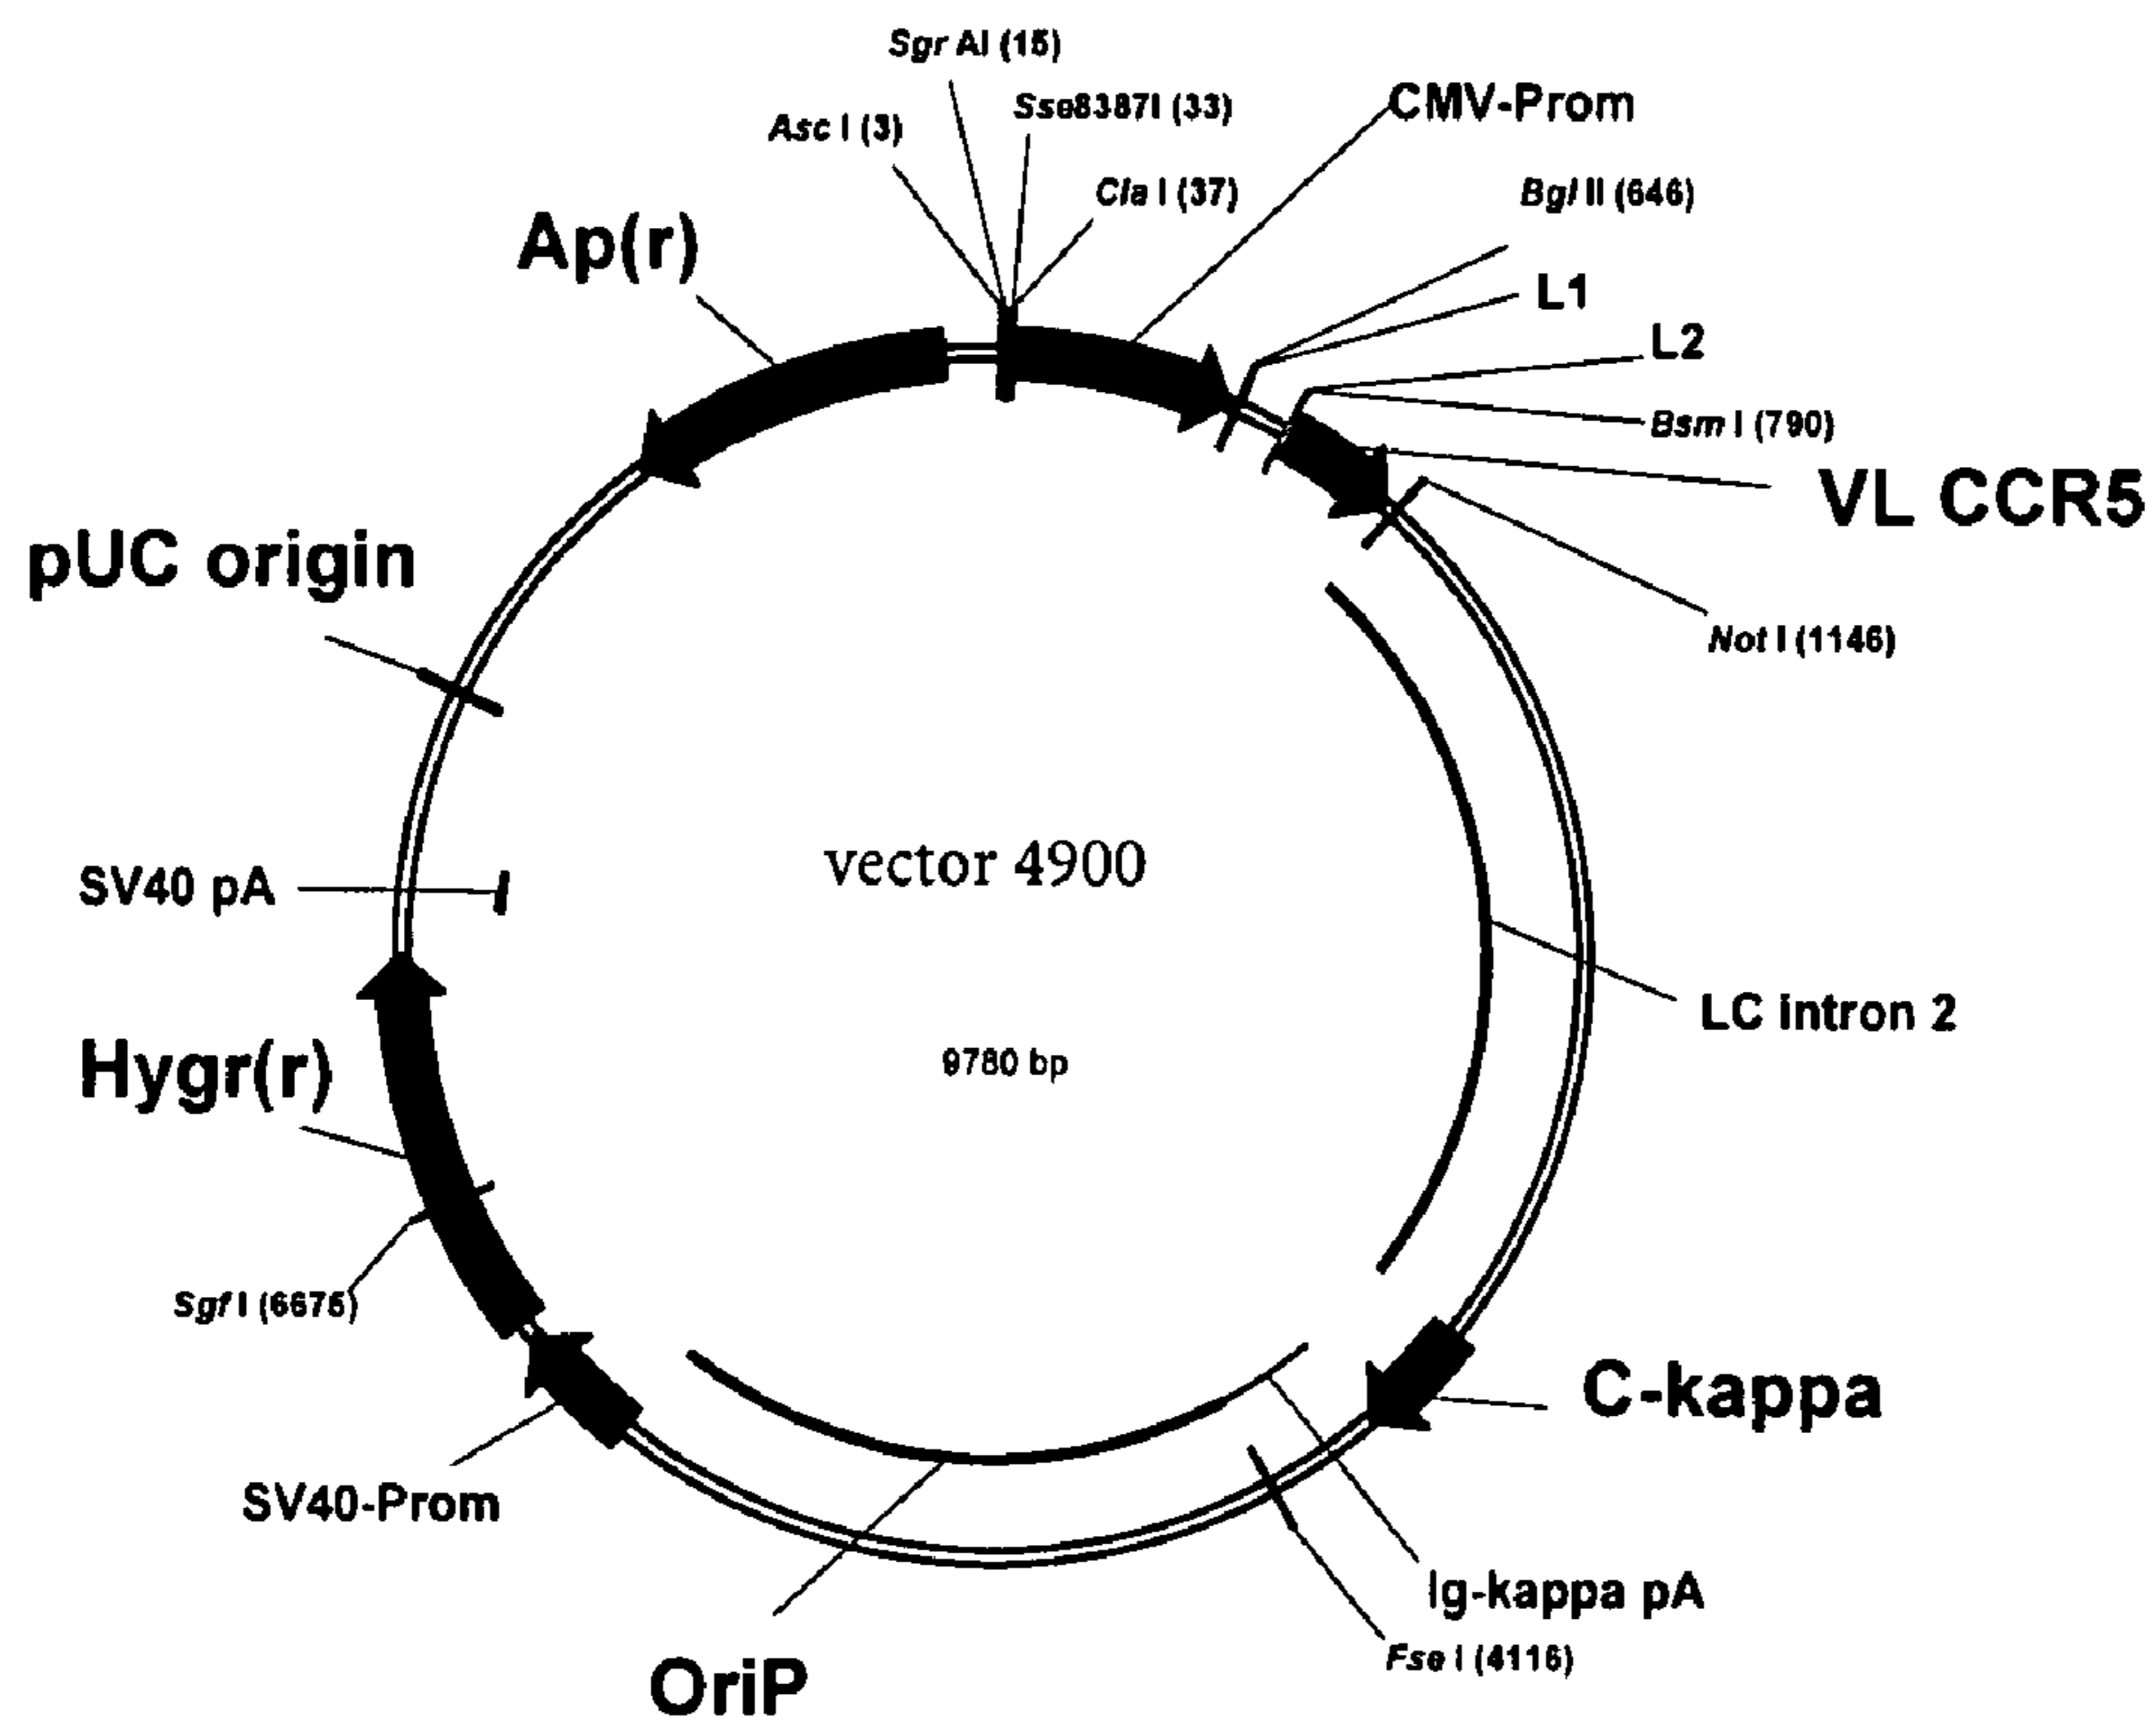 Sgr AI (15)
Asc I (3)
Sse8387I (33)
CMV-Prom
Cla I (37)
Bgl II (646)
Ap(r)
L1
L2
Bsm I (790)
VL CCR5
pUC origin
Not I (1146)
vector 4900
SV40 pA
LC intron 2
Hygr(r)
9780 bp
Sgf I (6675)
C-kappa
SV40-Prom
Ig-kappa pA
Fse I (4116)
OriP